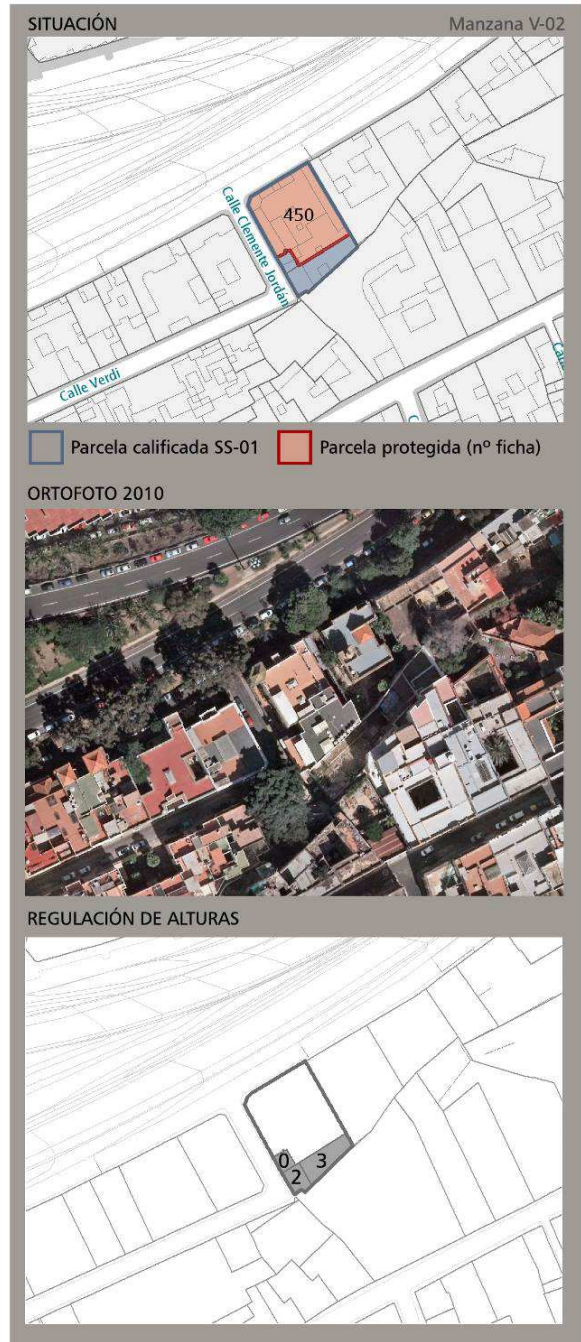 SITUACIÓN
Manzana V-02
450
Calle Clemente Jordán
Calle Verdi
Parcela calificada SS-01
Parcela protegida (nº ficha)
ORTOFOTO 2010
REGULACIÓN DE ALTURAS
0
3
2